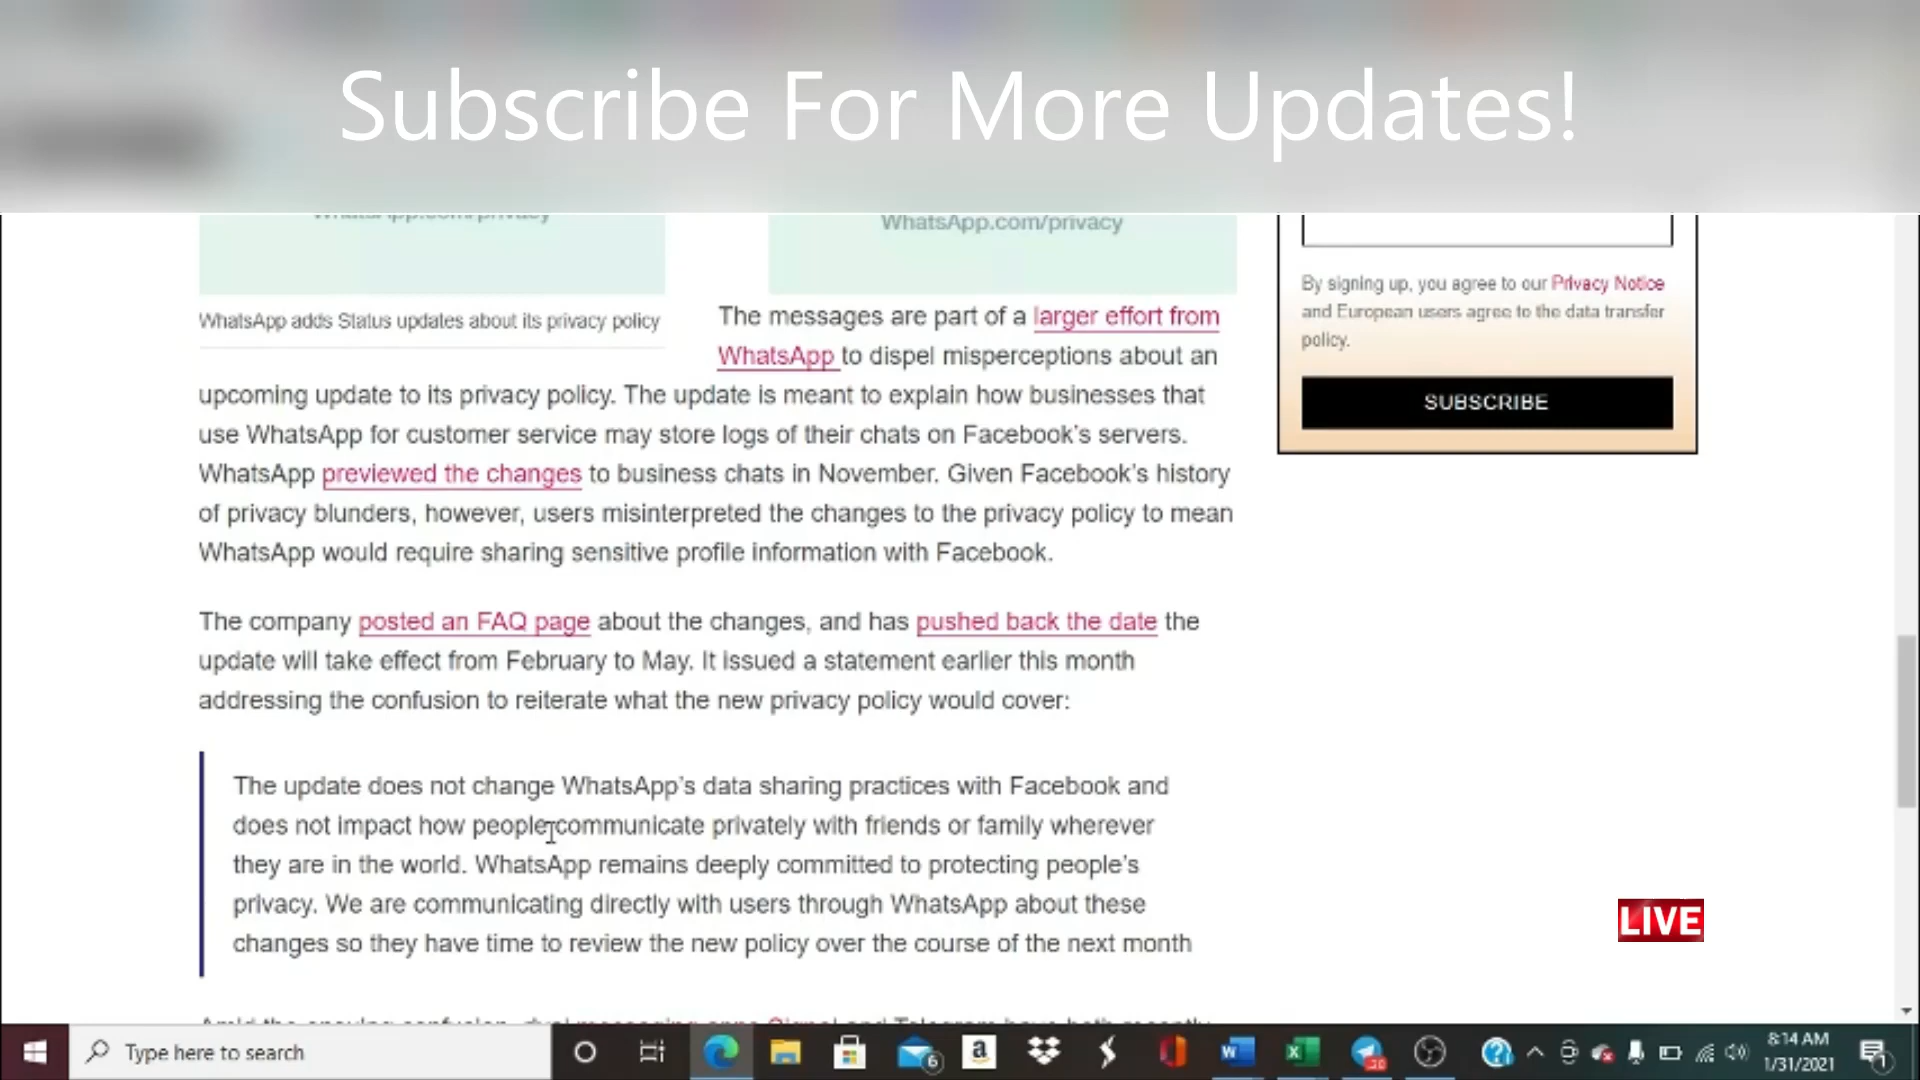 Subscribe For More Updates!
WhatsApp.com/privacy
WhatsApp.com/privacy
WhatsApp adds Status updates about its privacy policy
The messages are part of a larger effort from
WhatsApp to dispel misperceptions about an
upcoming update to its privacy policy. The update is meant to explain how businesses that
use WhatsApp for customer service may store logs of their chats on Facebook's servers.
WhatsApp previewed the changes to business chats in November. Given Facebook's history
of privacy blunders, however, users misinterpreted the changes to the privacy policy to mean
WhatsApp would require sharing sensitive profile information with Facebook.
The company posted an FAQ page about the changes, and has pushed back the date the
update will take effect from February to May. It issued a statement earlier this month
addressing the confusion to reiterate what the new privacy policy would cover:
The update does not change WhatsApp's data sharing practices with Facebook and
does not impact how people communicate privately with friends or family wherever
they are in the world. WhatsApp remains deeply committed to protecting people's
privacy. We are communicating directly with users through WhatsApp about these
changes so they have time to review the new policy over the course of the next month
By signing up, you agree to our Privacy Notice
and European users agree to the data transfer
policy.
SUBSCRIBE
LIVE
Type here to search
6
8:14 AM
1/31/2021
1